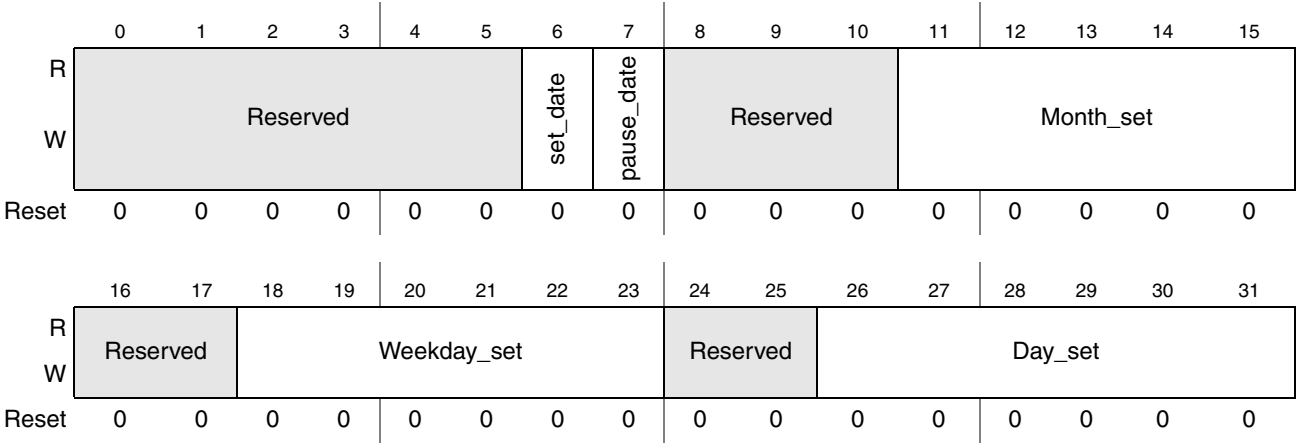 0 1 2 3 4 5 6 7 8 9 10 11 12 13 14 15
R
W
Reserved set_date pause_date Reserved Month_set
Reset 0 0 0 0 0 0 0 0 0 0 0 0 0 0 0 0
16 17 18 19 20 21 22 23 24 25 26 27 28 29 30 31
R
W
Reserved Weekday_set Reserved Day_set
Reset 0 0 0 0 0 0 0 0 0 0 0 0 0 0 0 0